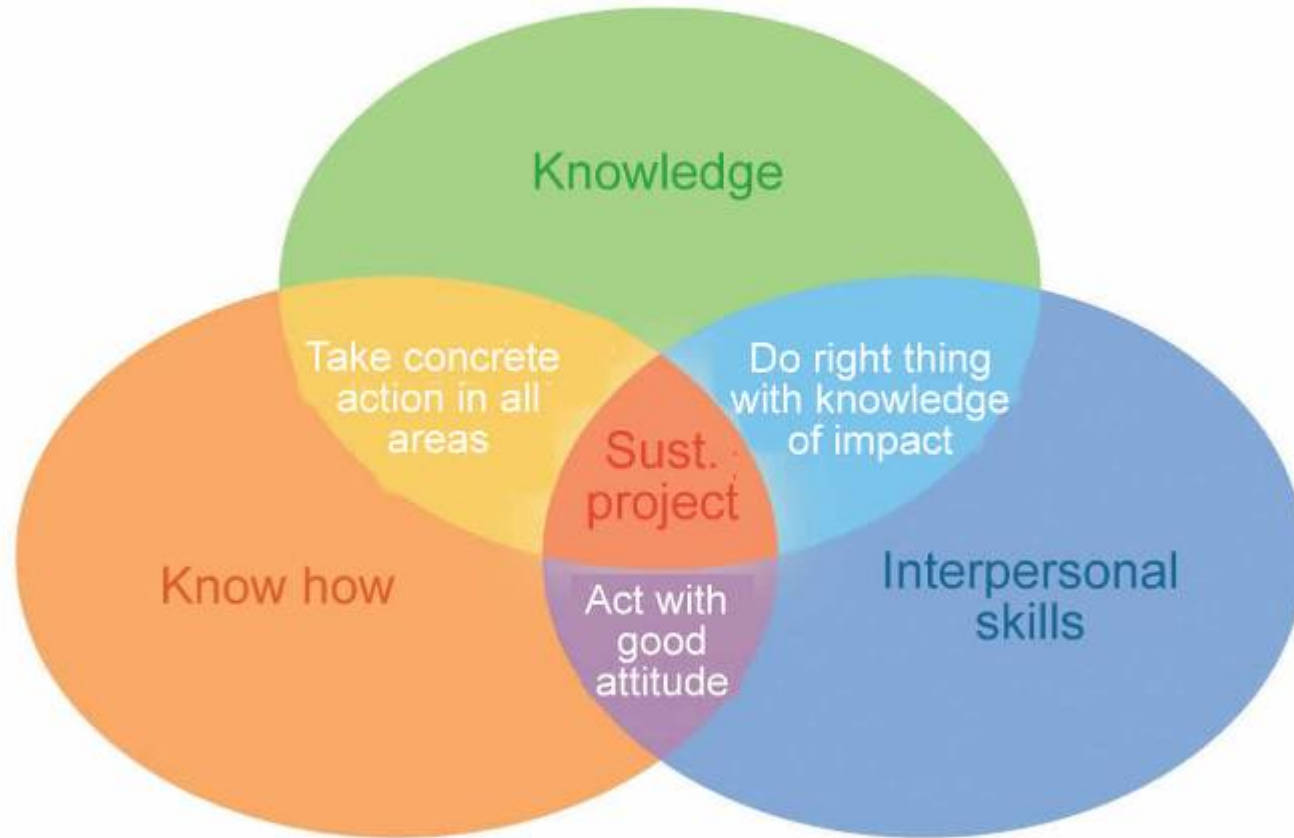 Knowledge
Take concrete
action in all
areas
Do right thing
with knowledge
of impact
Sust.
project
Know how
Interpersonal
skills
Act with
good
attitude